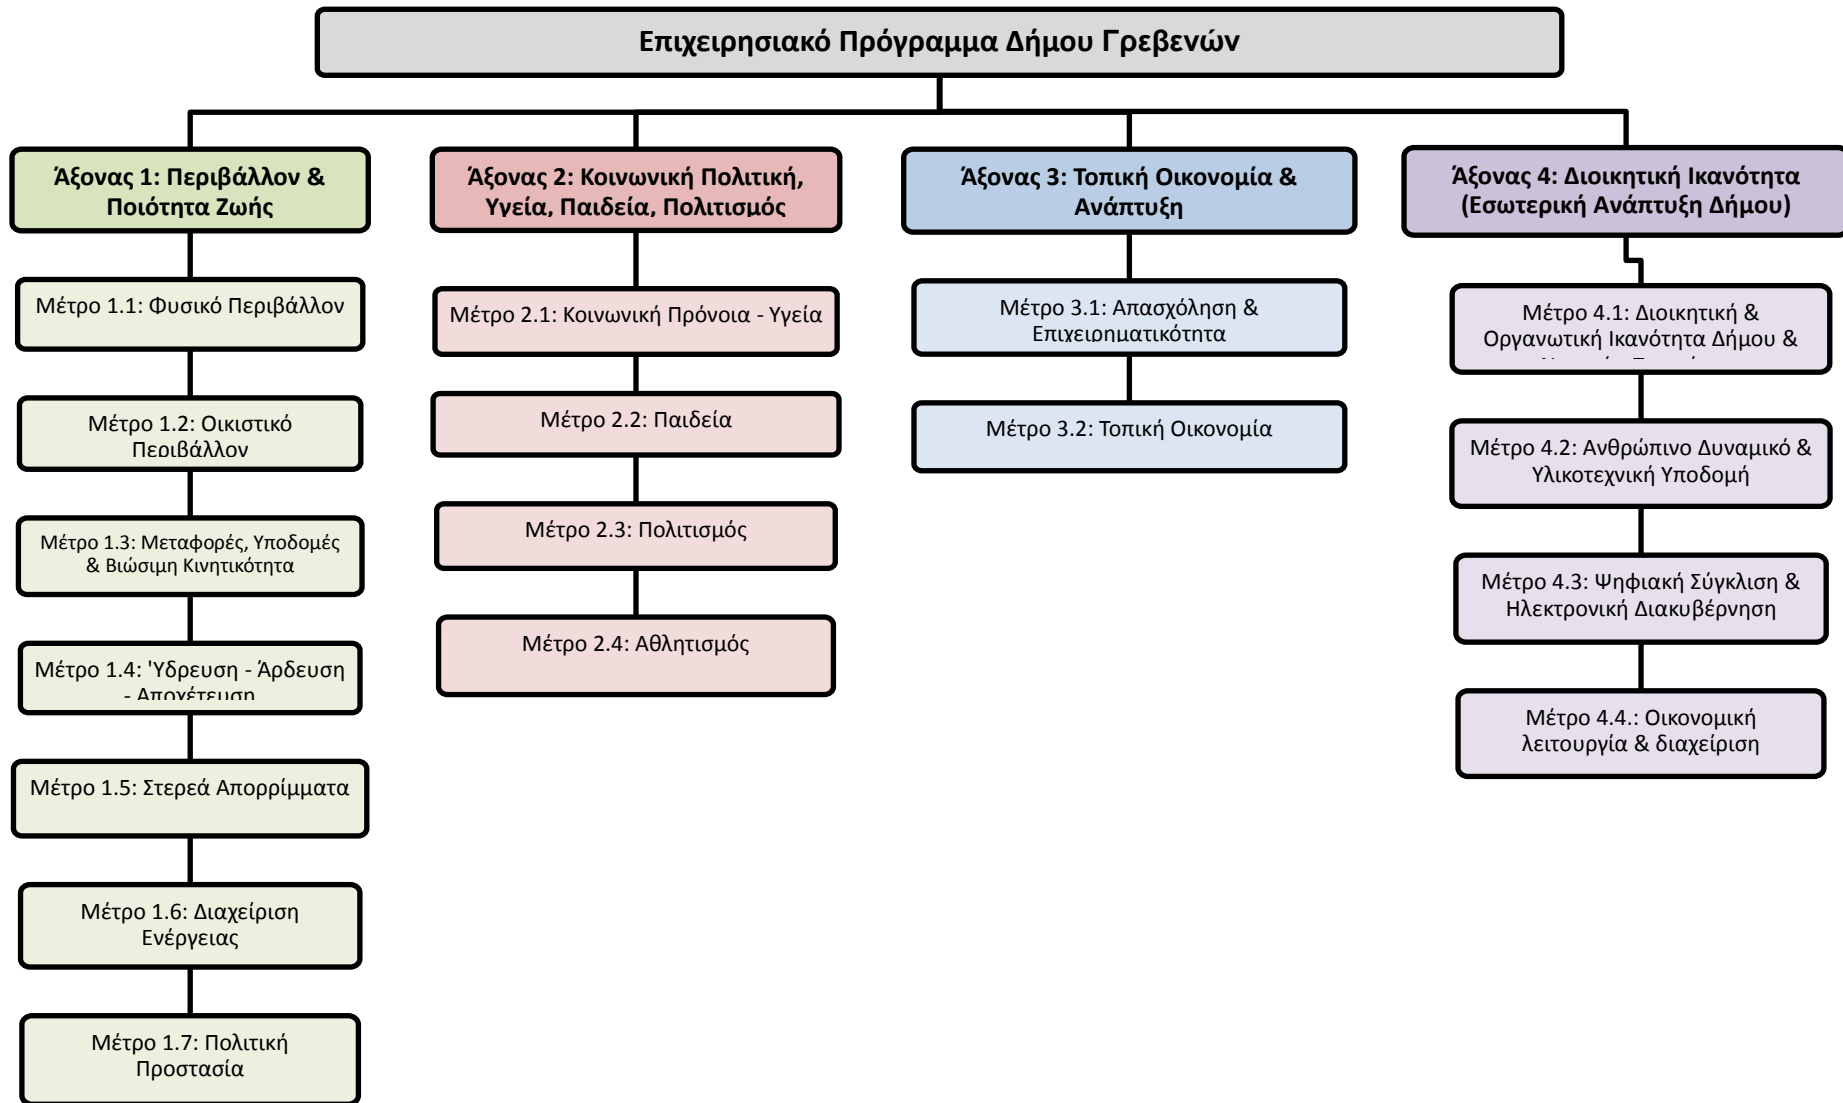 Επιχειρησιακό Πρόγραμμα Δήμου Γρεβενών
Άξονας 1: Περιβάλλον &
Ποιότητα Ζωής
Μέτρο 1.1: Φυσικό Περιβάλλον
Μέτρο 1.2: Οικιστικό
Περιβάλλον
Μέτρο 1.3: Μεταφορές, Υποδομές
& Βιώσιμη Κινητικότητα
Μέτρο 1.4: 'Υδρευση - Άρδευση
- Αποχέτευση
Μέτρο 1.5: Στερεά Απορρίμματα
Μέτρο 1.6: Διαχείριση
Ενέργειας
Μέτρο 1.7: Πολιτική
Προστασία
Άξονας 2: Κοινωνική Πολιτική,
Υγεία, Παιδεία, Πολιτισμός
Μέτρο 2.1: Κοινωνική Πρόνοια - Υγεία
Μέτρο 2.2: Παιδεία
Μέτρο 2.3: Πολιτισμός
Μέτρο 2.4: Αθλητισμός
Άξονας 3: Τοπική Οικονομία &
Ανάπτυξη
Μέτρο 3.1: Απασχόληση &
Επιχειρηματικότητα
Μέτρο 3.2: Τοπική Οικονομία
Άξονας 4: Διοικητική Ικανότητα
(Εσωτερική Ανάπτυξη Δήμου)
Μέτρο 4.1: Διοικητική &
Οργανωτική Ικανότητα Δήμου &
Μέτρο 4.2: Ανθρώπινο Δυναμικό &
Υλικοτεχνική Υποδομή
Μέτρο 4.3: Ψηφιακή Σύγκλιση &
Ηλεκτρονική Διακυβέρνηση
Μέτρο 4.4.: Οικονομική
λειτουργία & διαχείριση